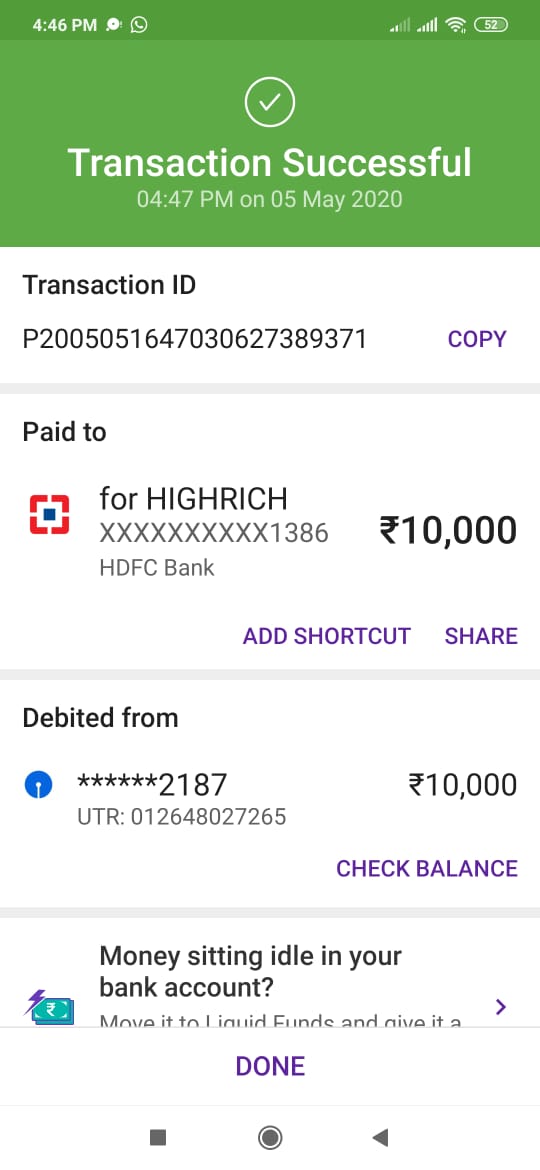 4:46 PM
52
Transaction Successful
04:47 PM on 05 May 2020
Transaction ID
P2005051647030627389371
COPY
Paid to
for HIGHRICH
XXXXXXXXXX1386
₹10,000
HDFC Bank
ADD SHORTCUT
SHARE
Debited from
******2187
₹10,000
UTR: 012648027265
CHECK BALANCE
Money sitting idle in your
bank account?
Move it to Liquid Funds and give it a
DONE